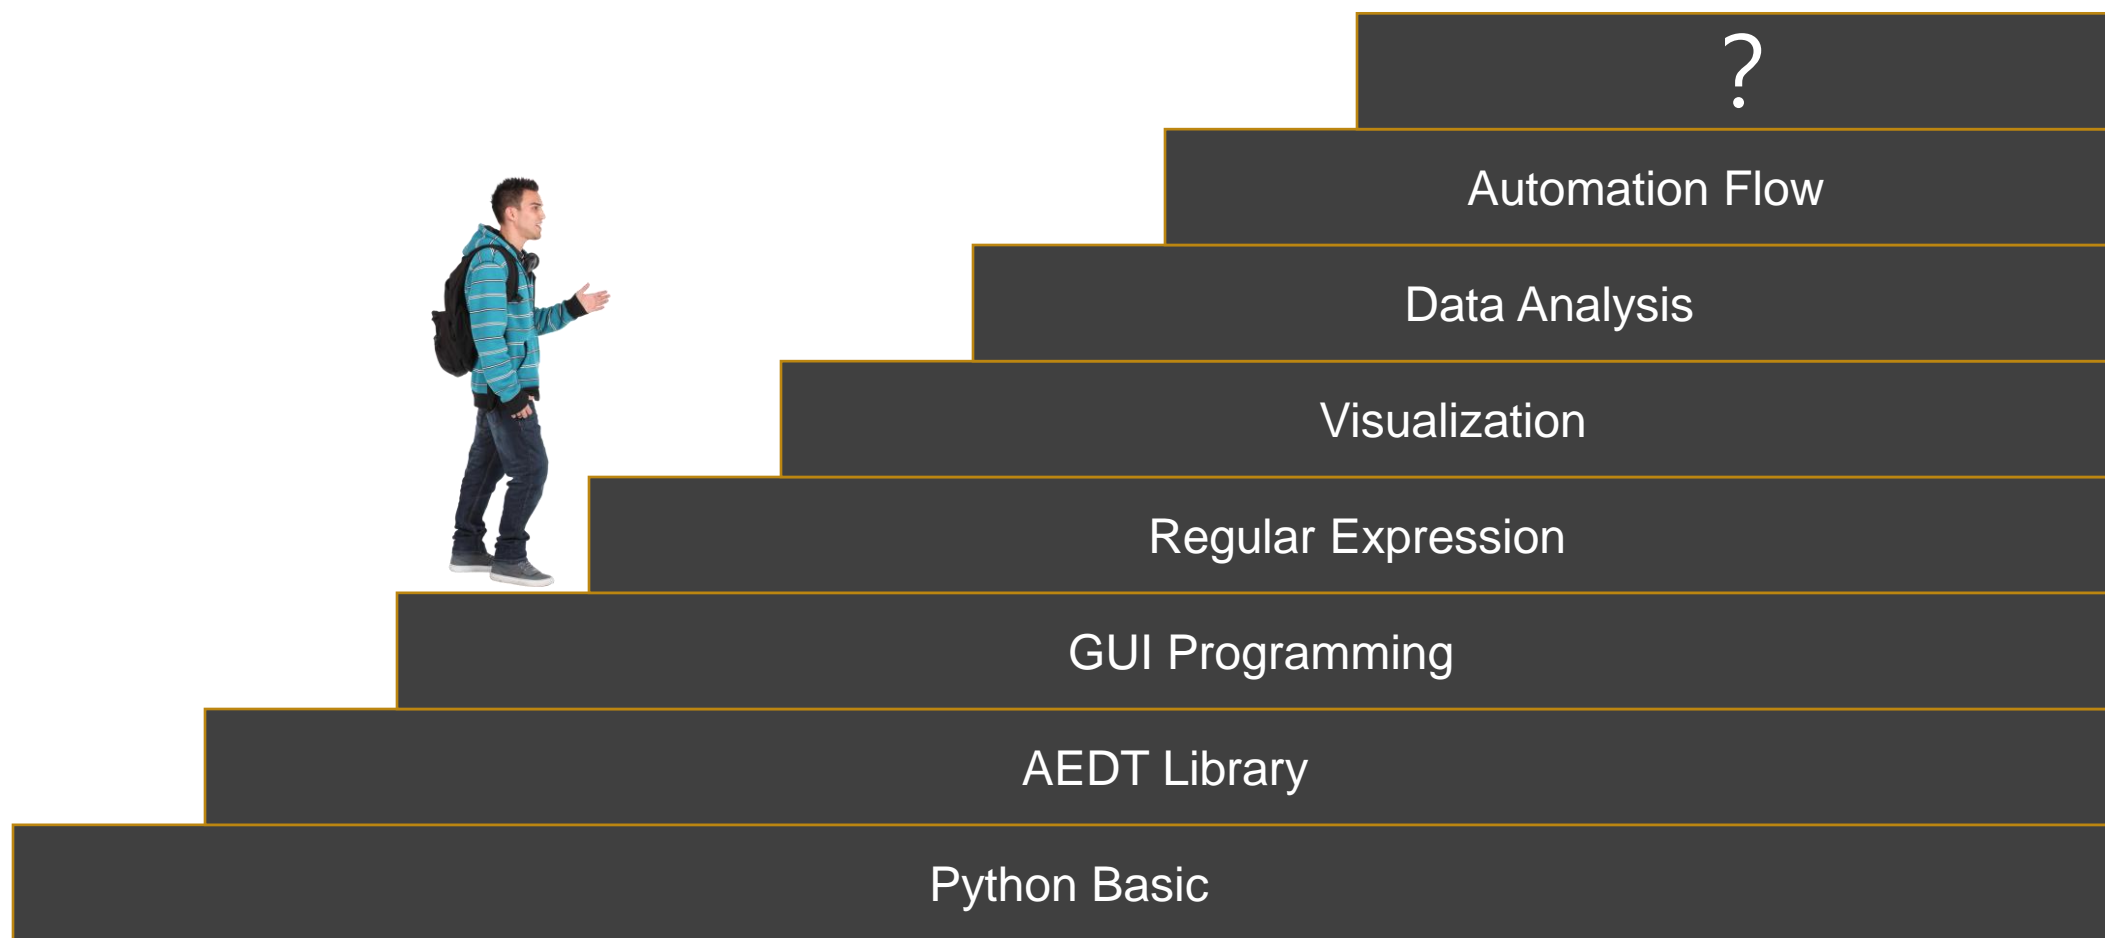 ?
Automation Flow
Data Analysis
Visualization
Regular Expression
GUI Programming
AEDT Library
Python Basic